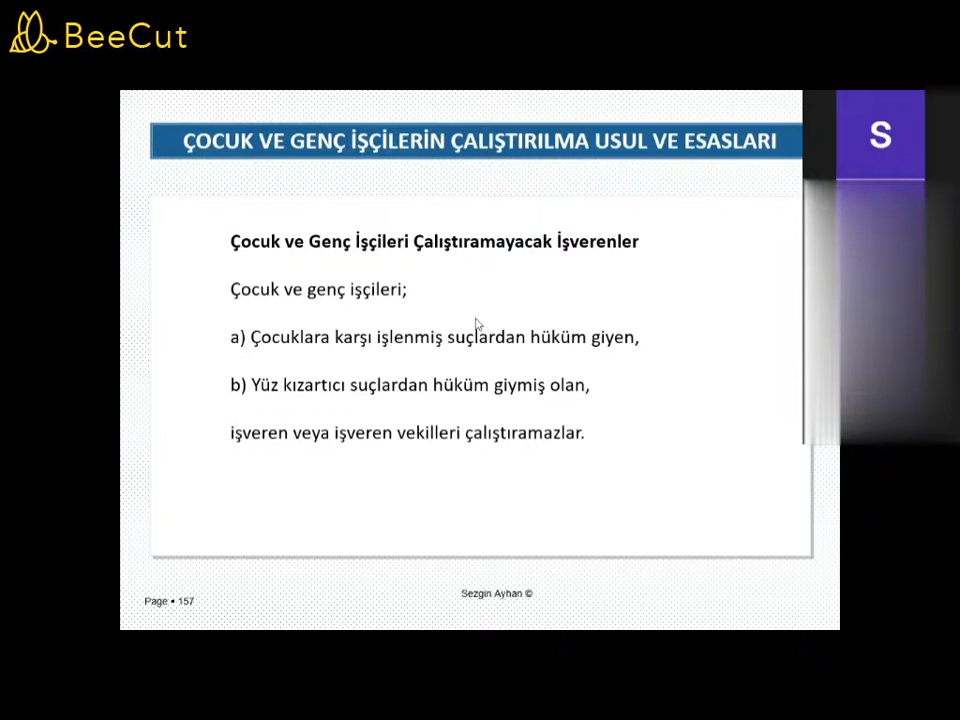 BeeCut
ÇOCUK VE GENÇ İŞÇİLERİN ÇALIŞTIRILMA USUL VE ESASLARI
S
Çocuk ve Genç İşçileri Çalıştıramayacak İşverenler
Çocuk ve genç işçileri;
a) Çocuklara karşı işlenmiş suçlardan hüküm giyen,
b) Yüz kızartıcı suçlardan hüküm giymiş olan,
işveren veya işveren vekilleri çalıştıramazlar.
Sezgin Ayhan ©
Page ▪ 157